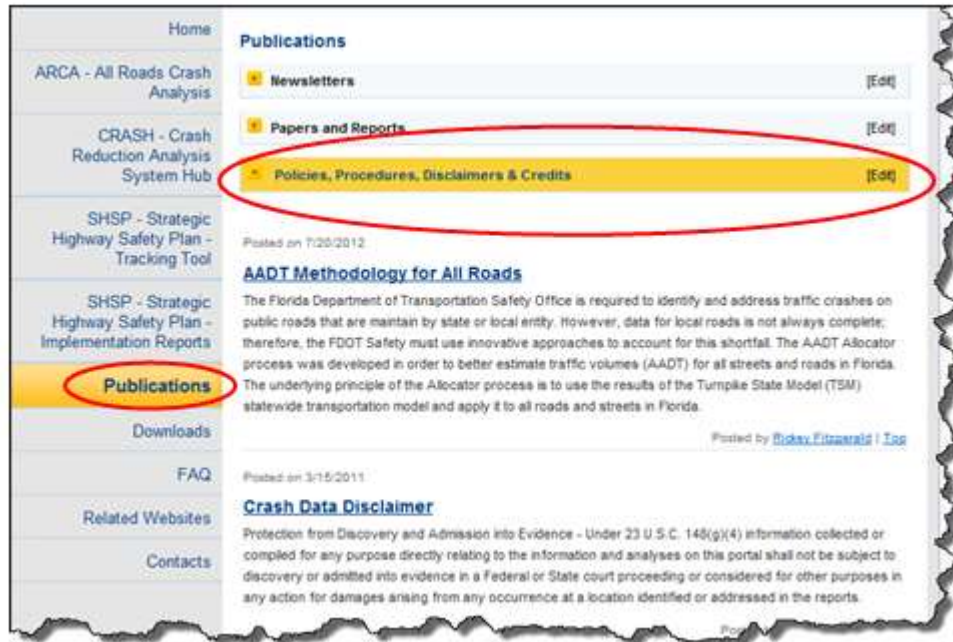 Home
ARCA - All Roads Crash
Analysis
CRASH - Crash
Reduction Analysis
System Hub
SHSP - Strategic
Highway Safety Plan -
Tracking Tool
SHSP - Strategic
Highway Safety Plan -
Implementation Reports
Publications
Downloads
FAQ
Related Websites
Contacts
Publications
Newsletters [Edit]
Papers and Reports [Edit]
Policies, Procedures, Disclaimers & Credits [Edit]
Posted on 7/20/2012
AADT Methodology for All Roads
The Florida Department of Transportation Safety Office is required to identify and address traffic crashes on
public roads that are maintain by state or local entity. However, data for local roads is not always complete;
therefore, the FDOT Safety must use innovative approaches to account for this shortfall. The AADT Allocator
process was developed in order to better estimate traffic volumes (AADT) for all streets and roads in Florida.
The underlying principle of the Allocator process is to use the results of the Turnpike State Model (TSM)
statewide transportation model and apply it to all roads and streets in Florida.
Posted by Rickey Fitzgerald | Top
Posted on 3/15/2011
Crash Data Disclaimer
Protection from Discovery and Admission into Evidence - Under 23 U.S.C. 148(g)(4) information collected or
compiled for any purpose directly relating to the information and analyses on this portal shall not be subject to
discovery or admitted into evidence in a Federal or State court proceeding or considered for other purposes in
any action for damages arising from any occurrence at a location identified or addressed in the reports.